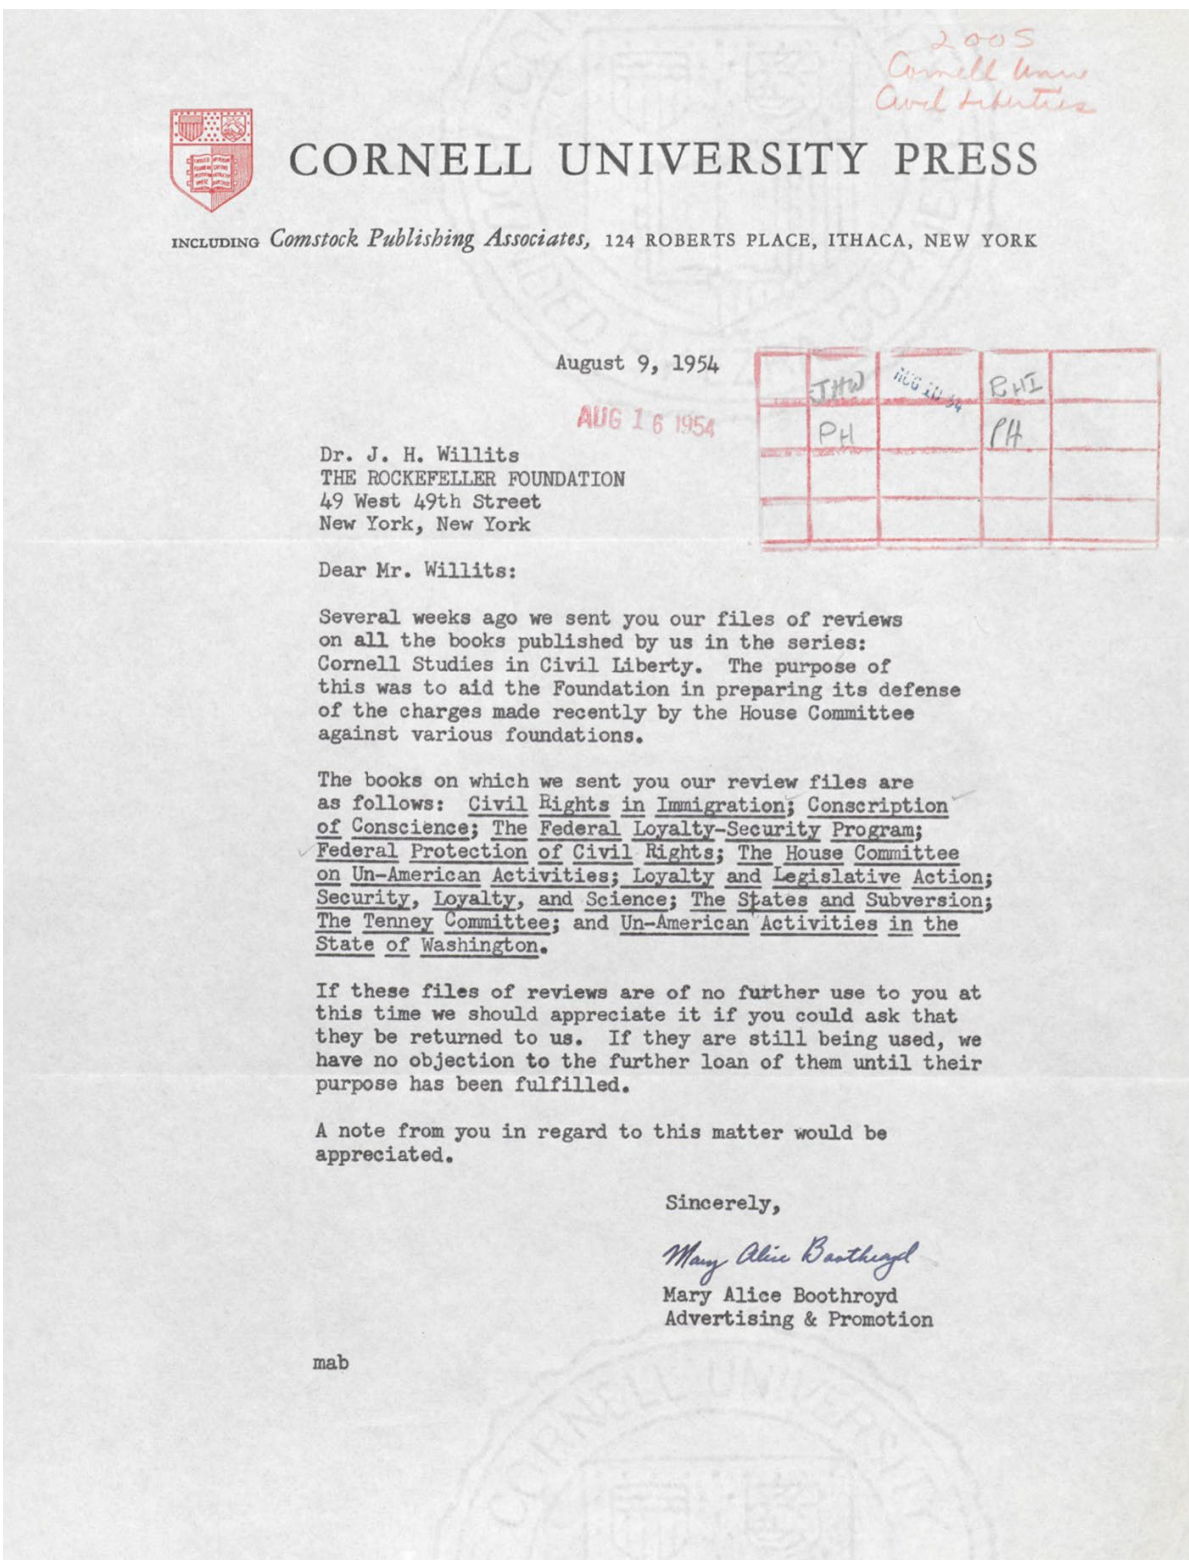 2005
Cornell Univ
Civil Liberties
CORNELL UNIVERSITY PRESS
INCLUDING Comstock Publishing Associates, 124 ROBERTS PLACE, ITHACA, NEW YORK
August 9, 1954
JHW AUG 10 54 RHI
AUG 16 1954
PH PH
Dr. J. H. Willits
THE ROCKEFELLER FOUNDATION
49 West 49th Street
New York, New York
Dear Mr. Willits:
Several weeks ago we sent you our files of reviews
on all the books published by us in the series:
Cornell Studies in Civil Liberty. The purpose of
this was to aid the Foundation in preparing its defense
of the charges made recently by the House Committee
against various foundations.
The books on which we sent you our review files are
as follows: Civil Rights in Immigration; Conscription
of Conscience; The Federal Loyalty-Security Program;
Federal Protection of Civil Rights; The House Committee
on Un-American Activities; Loyalty and Legislative Action;
Security, Loyalty, and Science; The States and Subversion;
The Tenney Committee; and Un-American Activities in the
State of Washington.
If these files of reviews are of no further use to you at
this time we should appreciate it if you could ask that
they be returned to us. If they are still being used, we
have no objection to the further loan of them until their
purpose has been fulfilled.
A note from you in regard to this matter would be
appreciated.
Sincerely,
Mary Alice Boothroyd
Mary Alice Boothroyd
Advertising & Promotion
mab
CORNELL UNIVERSITY